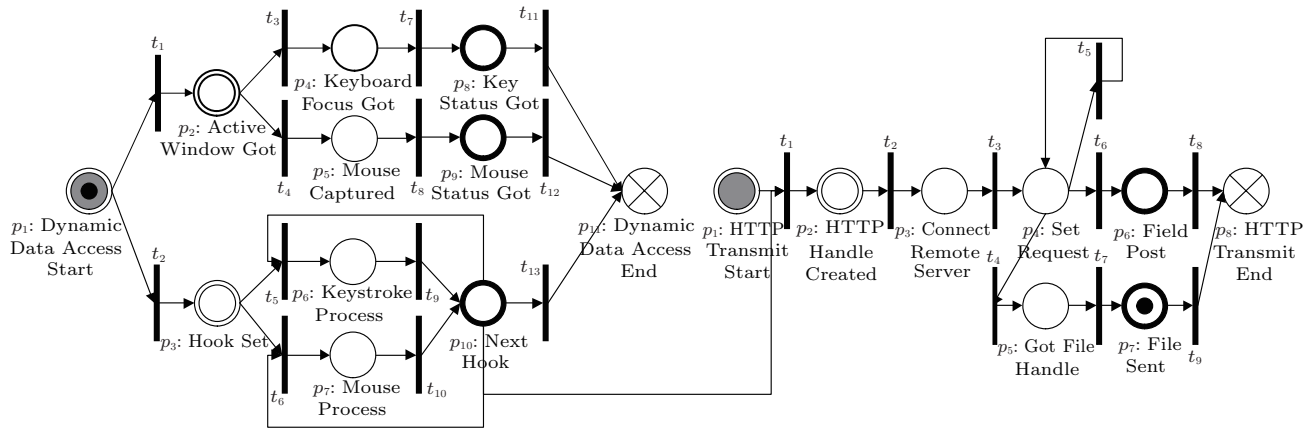 t1
t3
t7
t11
p4: Keyboard
Focus Got
p8: Key
Status Got
p2: Active
Window Got
t4
p5: Mouse
Captured
t8
p9: Mouse
Status Got
t12
p1: Dynamic
Data Access
Start
t2
t5
p6: Keystroke
Process
t9
t13
p3: Hook Set
p10: Next
Hook
t6
p7: Mouse
Process
t10
p11: Dynamic
Data Access
End
t5
t1
t2
t3
t6
t8
p1: HTTP
Transmit
Start
p2: HTTP
Handle
Created
p3: Connect
Remote
Server
p4: Set
Request
p6: Field
Post
p8: HTTP
Transmit
End
t4
t7
p5: Got File
Handle
p7: File
Sent
t9